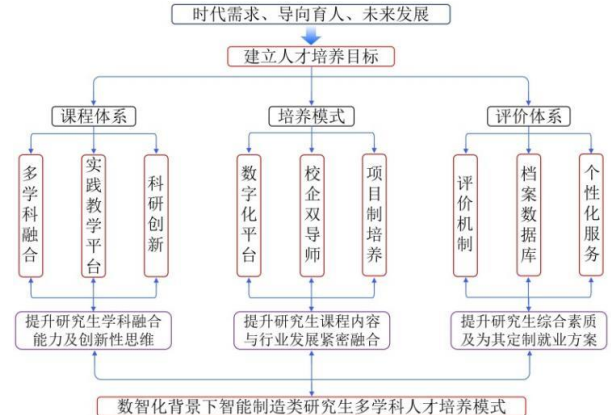 时代需求、导向育人、未来发展
建立人才培养目标
课程体系
培养模式
评价体系
多学科融合
实践教学平台
科研创新
数字化平台
校企双导师
项目制培养
评价机制
档案数据库
个性化服务
提升研究生学科融合
能力及创新性思维
提升研究生课程内容
与行业发展紧密融合
提升研究生综合素质
及为其定制就业方案
数智化背景下智能制造类研究生多学科人才培养模式